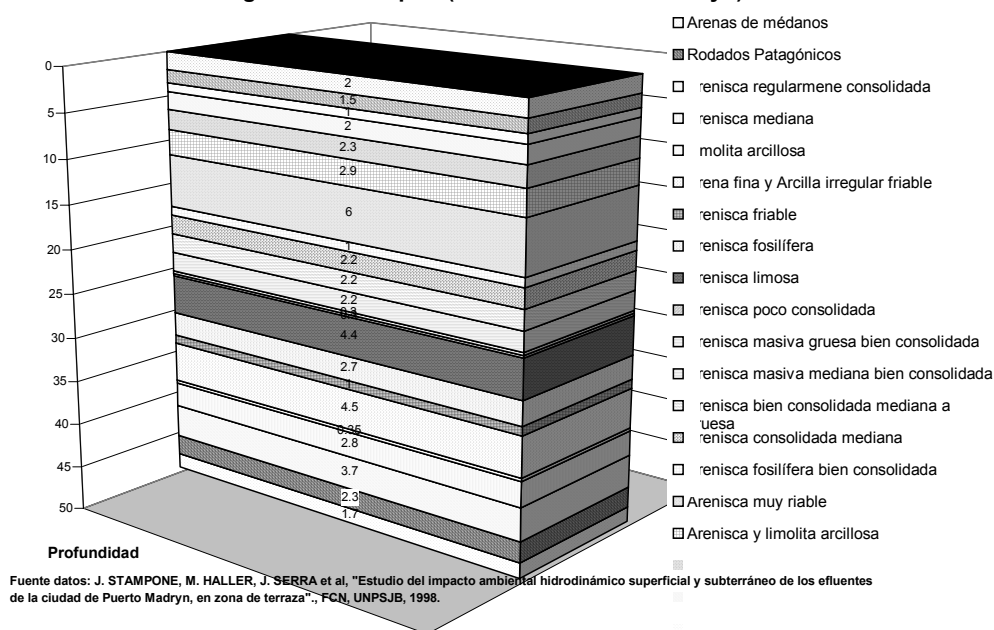 0
5
10
15
20
25
30
35
40
45
50
2
1.5
1
2
2.3
2.9
6
1
2.2
2.2
2.2
4.4
2.7
1
4.5
0.35
2.8
3.7
2.3
1.7
Profundidad
Arenas de médanos
Rodados Patagónicos
renisca regularmene consolidada
renisca mediana
molita arcillosa
rena fina y Arcilla irregular friable
renisca friable
renisca fosilífera
renisca limosa
renisca poco consolidada
renisca masiva gruesa bien consolidada
renisca masiva mediana bien consolidada
renisca bien consolidada mediana a
uesa
renisca consolidada mediana
renisca fosilífera bien consolidada
Arenisca muy riable
Arenisca y limolita arcillosa
Fuente datos: J. STAMPONE, M. HALLER, J. SERRA et al, "Estudio del impacto ambiental hidrodinámico superficial y subterráneo de los efluentes
de la ciudad de Puerto Madryn, en zona de terraza"., FCN, UNPSJB, 1998.